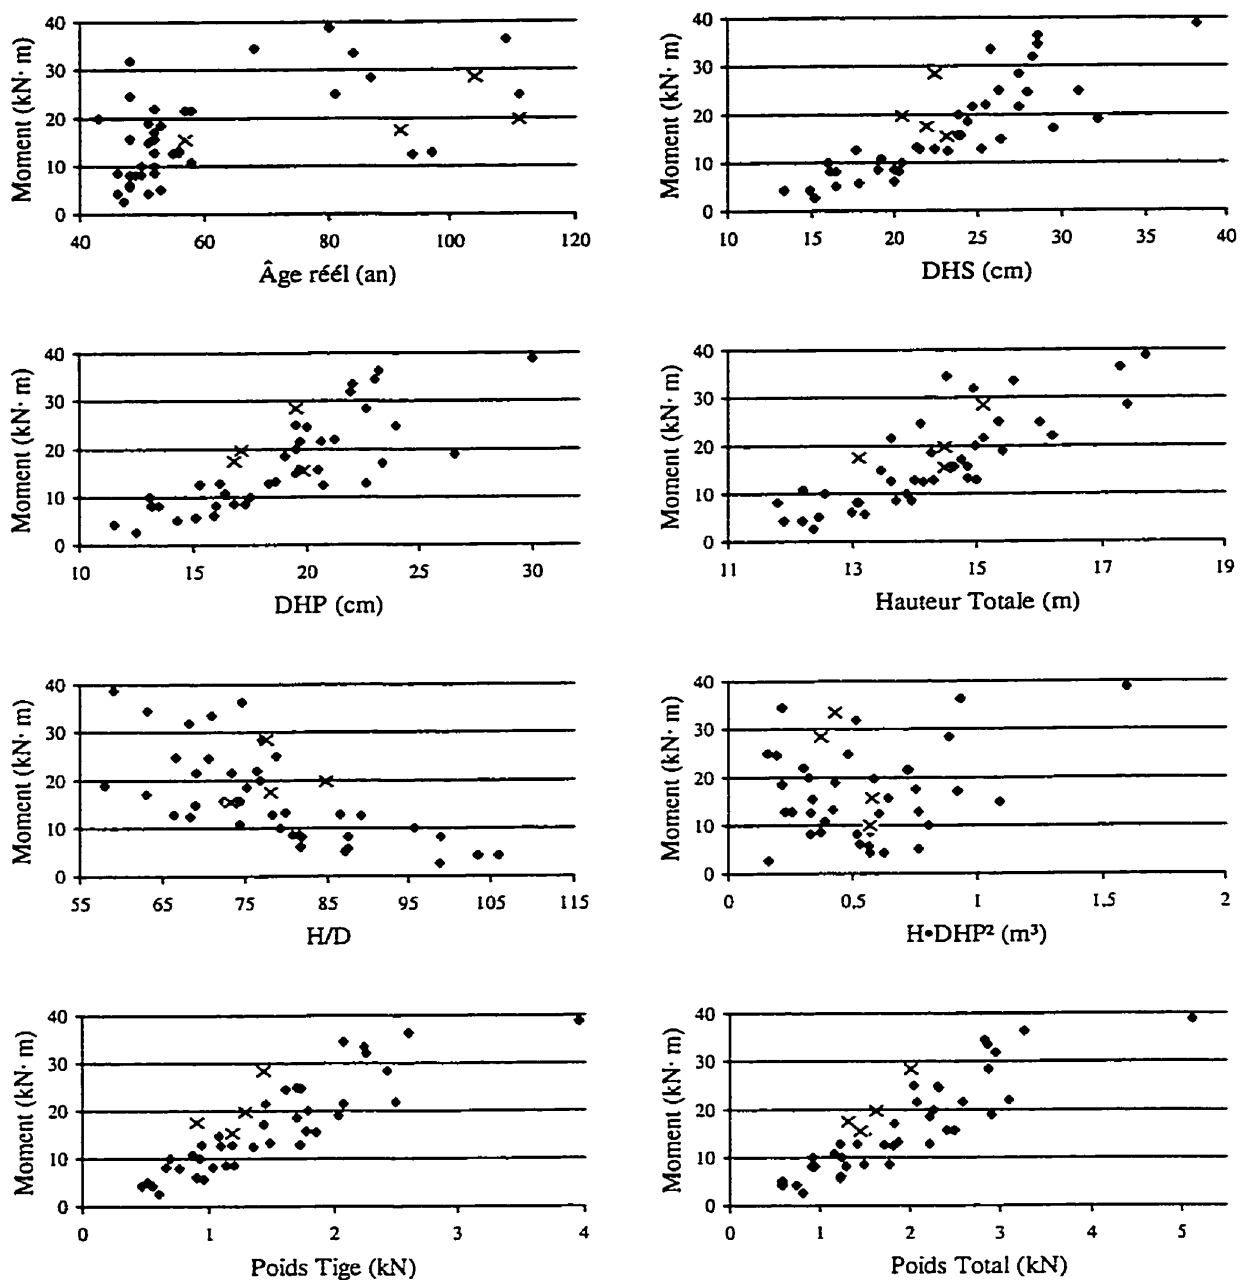 Moment (kN· m)
40
30
20
10
0
40 60 80 100 120
Âge réél (an)
Moment (kN· m)
40
30
20
10
0
10 15 20 25 30 35 40
DHS (cm)
Moment (kN· m)
40
30
20
10
0
10 15 20 25 30
DHP (cm)
Moment (kN· m)
40
30
20
10
0
11 13 15 17 19
Hauteur Totale (m)
Moment (kN· m)
40
30
20
10
0
55 65 75 85 95 105 115
H/D
Moment (kN· m)
40
30
20
10
0
0 0,5 1 1,5 2
H•DHP² (m³)
Moment (kN· m)
40
30
20
10
0
0 1 2 3 4
Poids Tige (kN)
Moment (kN· m)
40
30
20
10
0
0 1 2 3 4 5
Poids Total (kN)